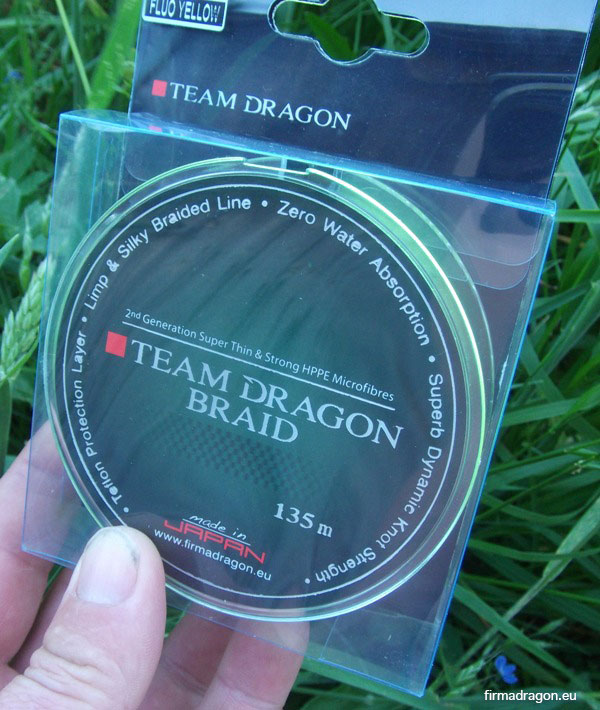 FLUO YELLOW
TEAM DRAGON
Teflon Protection Layer • Limp & Silky Braided Line • Zero Water Absorption • Superb Dynamic Knot Strength •
2nd Generation Super Thin & Strong HPPE Microfibres
TEAM DRAGON
BRAID
135 m
made in
JAPAN
www.firmadragon.eu
firmadragon.eu